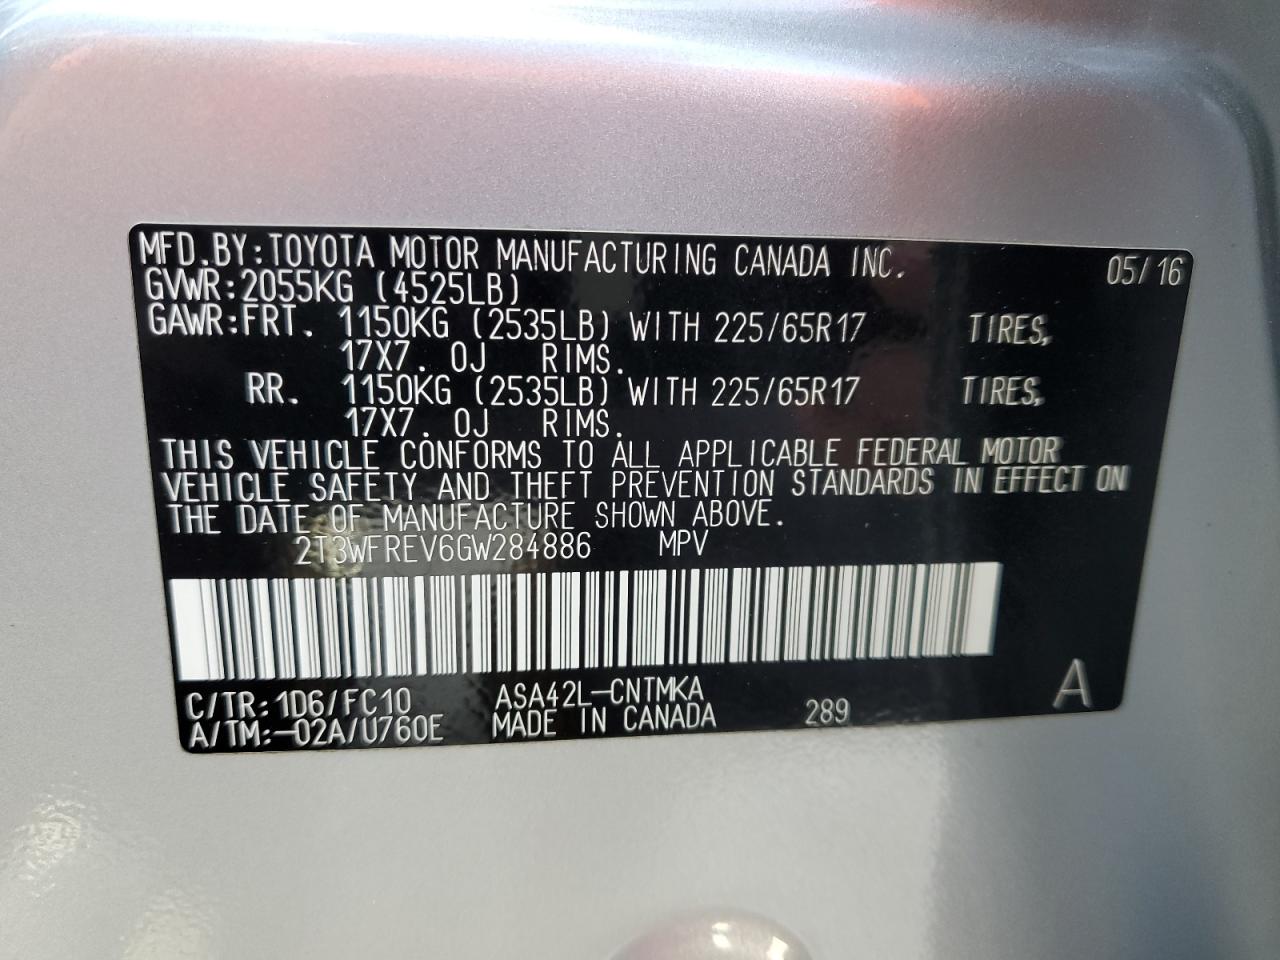 MFD.BY:TOYOTA MOTOR MANUFACTURING CANADA INC. 05/16
GVWR:2055KG (4525LB)
GAWR:FRT. 1150KG (2535LB) WITH 225/65R17 TIRES,
17X7. 0J RIMS.
RR. 1150KG (2535LB) WITH 225/65R17 TIRES,
17X7. 0J RIMS.
THIS VEHICLE CONFORMS TO ALL APPLICABLE FEDERAL MOTOR
VEHICLE SAFETY AND THEFT PREVENTION STANDARDS IN EFFECT ON
THE DATE OF MANUFACTURE SHOWN ABOVE.
2T3WFREV6GW284886 MPV
C/TR:1D6/FC10 ASA42L-CNTMKA
A/TM:-02A/U760E MADE IN CANADA 289 A